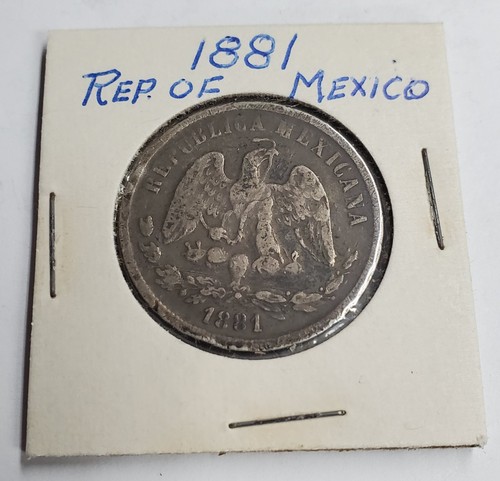 1881
REP. OF MEXICO
REPUBLICA MEXICANA
1881